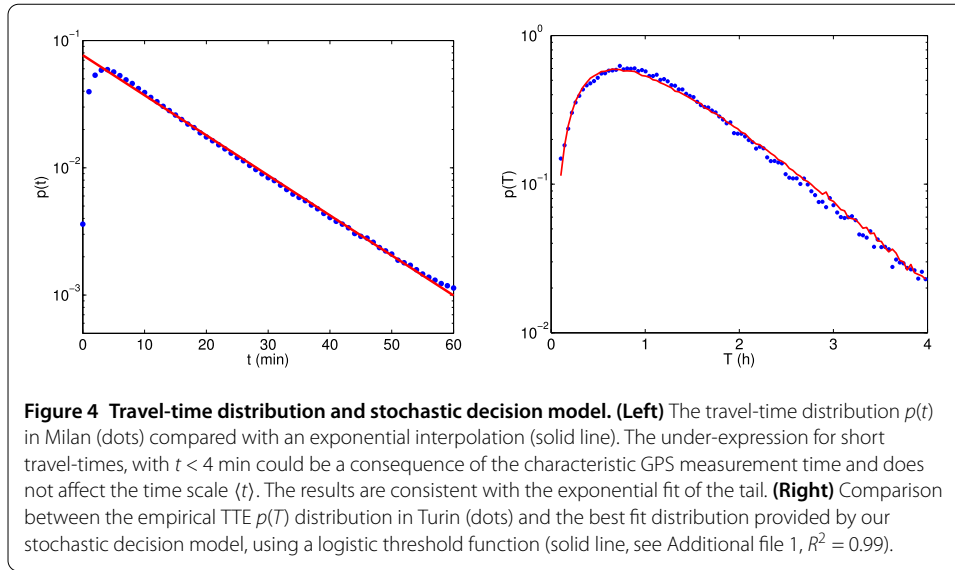 10⁻¹
10⁻²
10⁻³
p(t)
0 10 20 30 40 50 60
t (min)
10⁰
10⁻¹
10⁻²
p(T)
0 1 2 3 4
T (h)
Figure 4 Travel-time distribution and stochastic decision model. (Left) The travel-time distribution p(t)
in Milan (dots) compared with an exponential interpolation (solid line). The under-expression for short
travel-times, with t < 4 min could be a consequence of the characteristic GPS measurement time and does
not affect the time scale ⟨t⟩. The results are consistent with the exponential fit of the tail. (Right) Comparison
between the empirical TTE p(T) distribution in Turin (dots) and the best fit distribution provided by our
stochastic decision model, using a logistic threshold function (solid line, see Additional file 1, R² = 0.99).